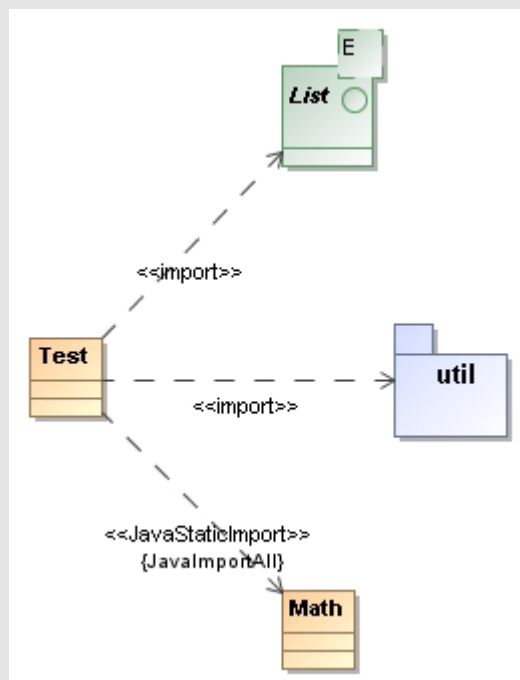 E
List
<<import>>
Test
util
<<import>>
<<JavaStaticImport>>
{JavaImportAll}
Math